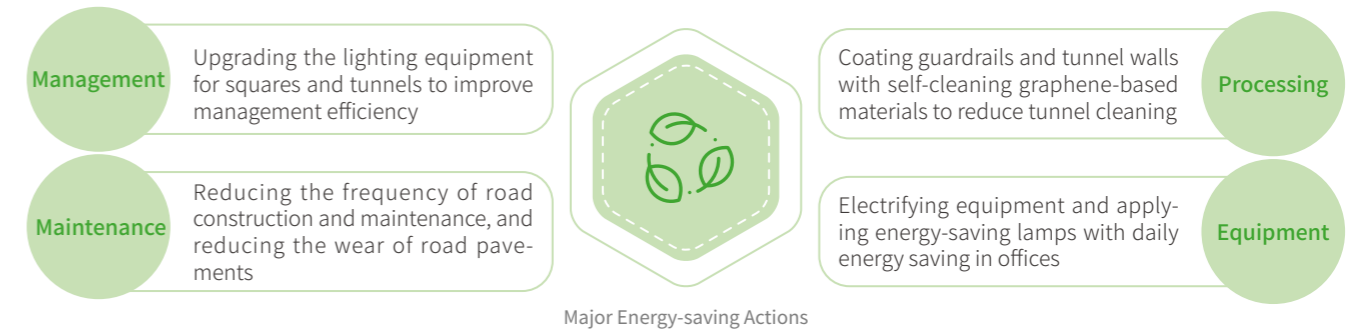 Management
Upgrading the lighting equipment
for squares and tunnels to improve
management efficiency
Maintenance
Reducing the frequency of road
construction and maintenance, and
reducing the wear of road pave-
ments
Coating guardrails and tunnel walls
with self-cleaning graphene-based
materials to reduce tunnel cleaning
Processing
Electrifying equipment and apply-
ing energy-saving lamps with daily
energy saving in offices
Equipment
Major Energy-saving Actions